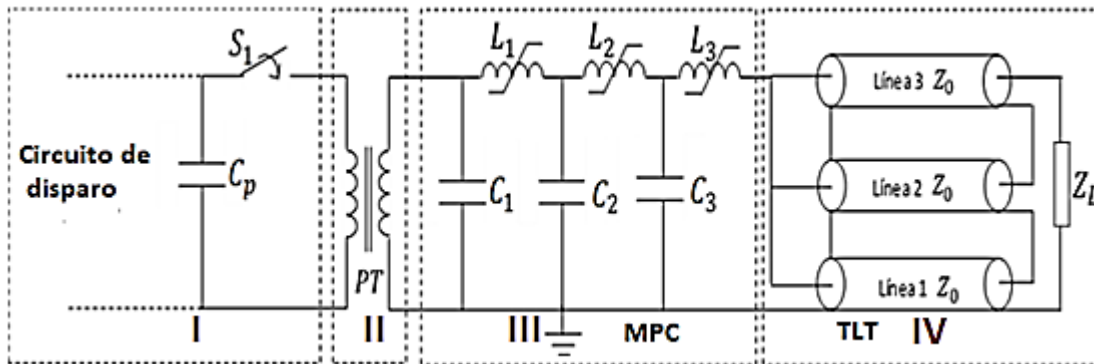 Circuito de
disparo
S₁
Cₚ
I
PT
II
L₁
L₂
L₃
C₁
C₂
C₃
III
MPC
Línea 3 Z₀
Línea 2 Z₀
Línea 1 Z₀
TLT IV